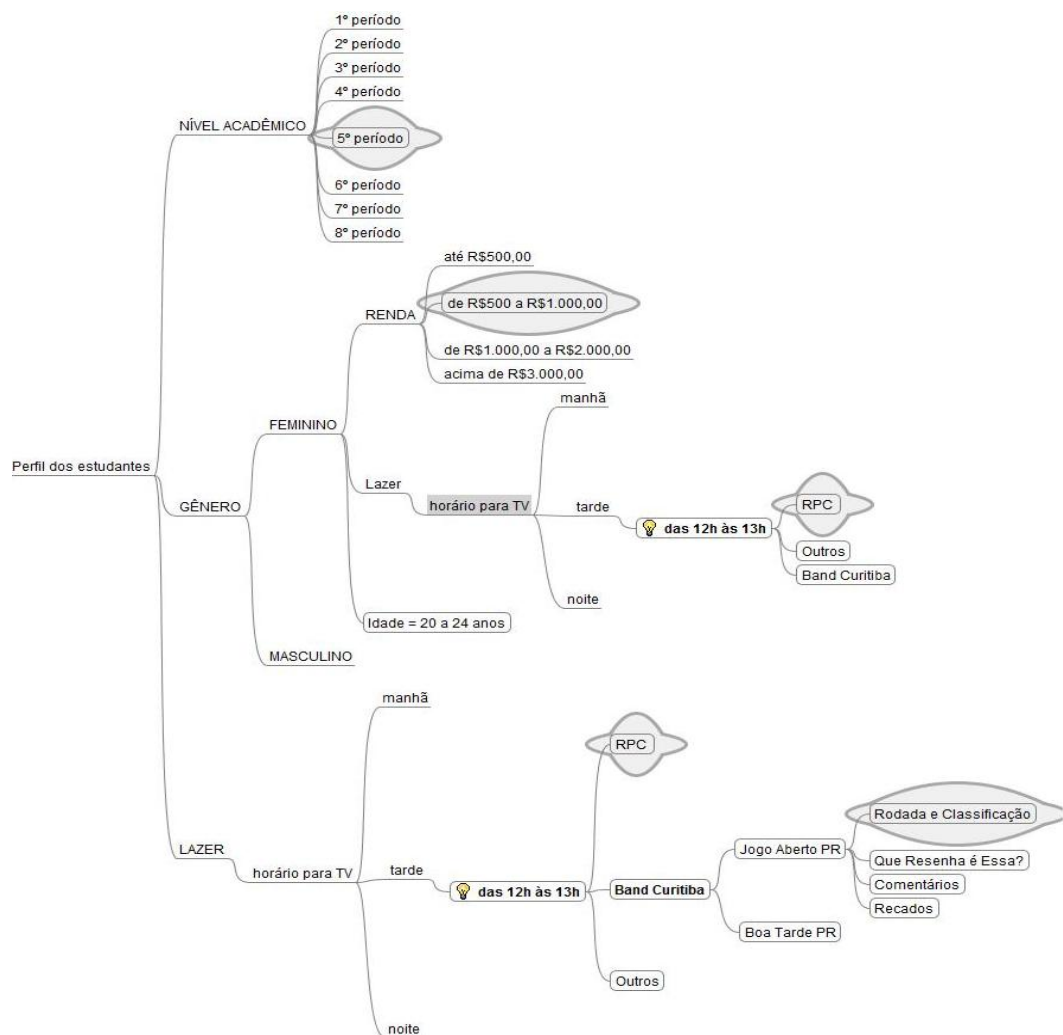 1º período
2º período
3º período
4º período
NÍVEL ACADÊMICO
5º período
6º período
7º período
8º período
até R$500,00
de R$500 a R$1.000,00
RENDA
de R$1.000,00 a R$2.000,00
acima de R$3.000,00
manhã
FEMININO
Perfil dos estudantes
Lazer
horário para TV
tarde
das 12h às 13h
RPC
Outros
Band Curitiba
GÊNERO
noite
Idade = 20 a 24 anos
MASCULINO
manhã
RPC
Rodada e Classificação
Jogo Aberto PR
Que Resenha é Essa?
LAZER
horário para TV
tarde
das 12h às 13h
Band Curitiba
Comentários
Recados
Boa Tarde PR
Outros
noite